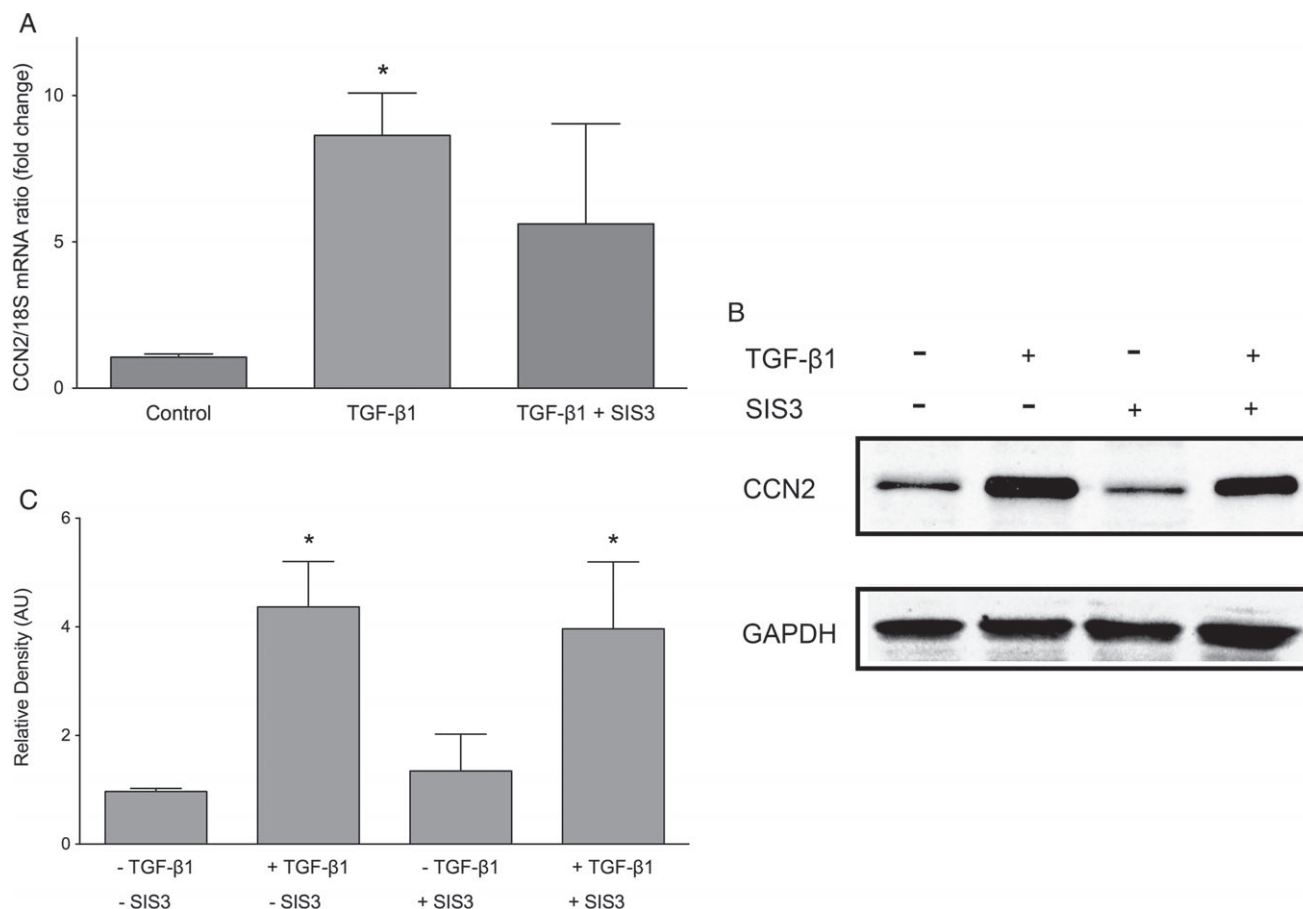 A
CCN2/18S mRNA ratio (fold change)
10
5
0
*
Control TGF-β1 TGF-β1 + SIS3
B
TGF-β1 - + - +
SIS3 - - + +
CCN2
GAPDH
C
Relative Density (AU)
6
4
2
0
* *
- TGF-β1 + TGF-β1 - TGF-β1 + TGF-β1
- SIS3 - SIS3 + SIS3 + SIS3